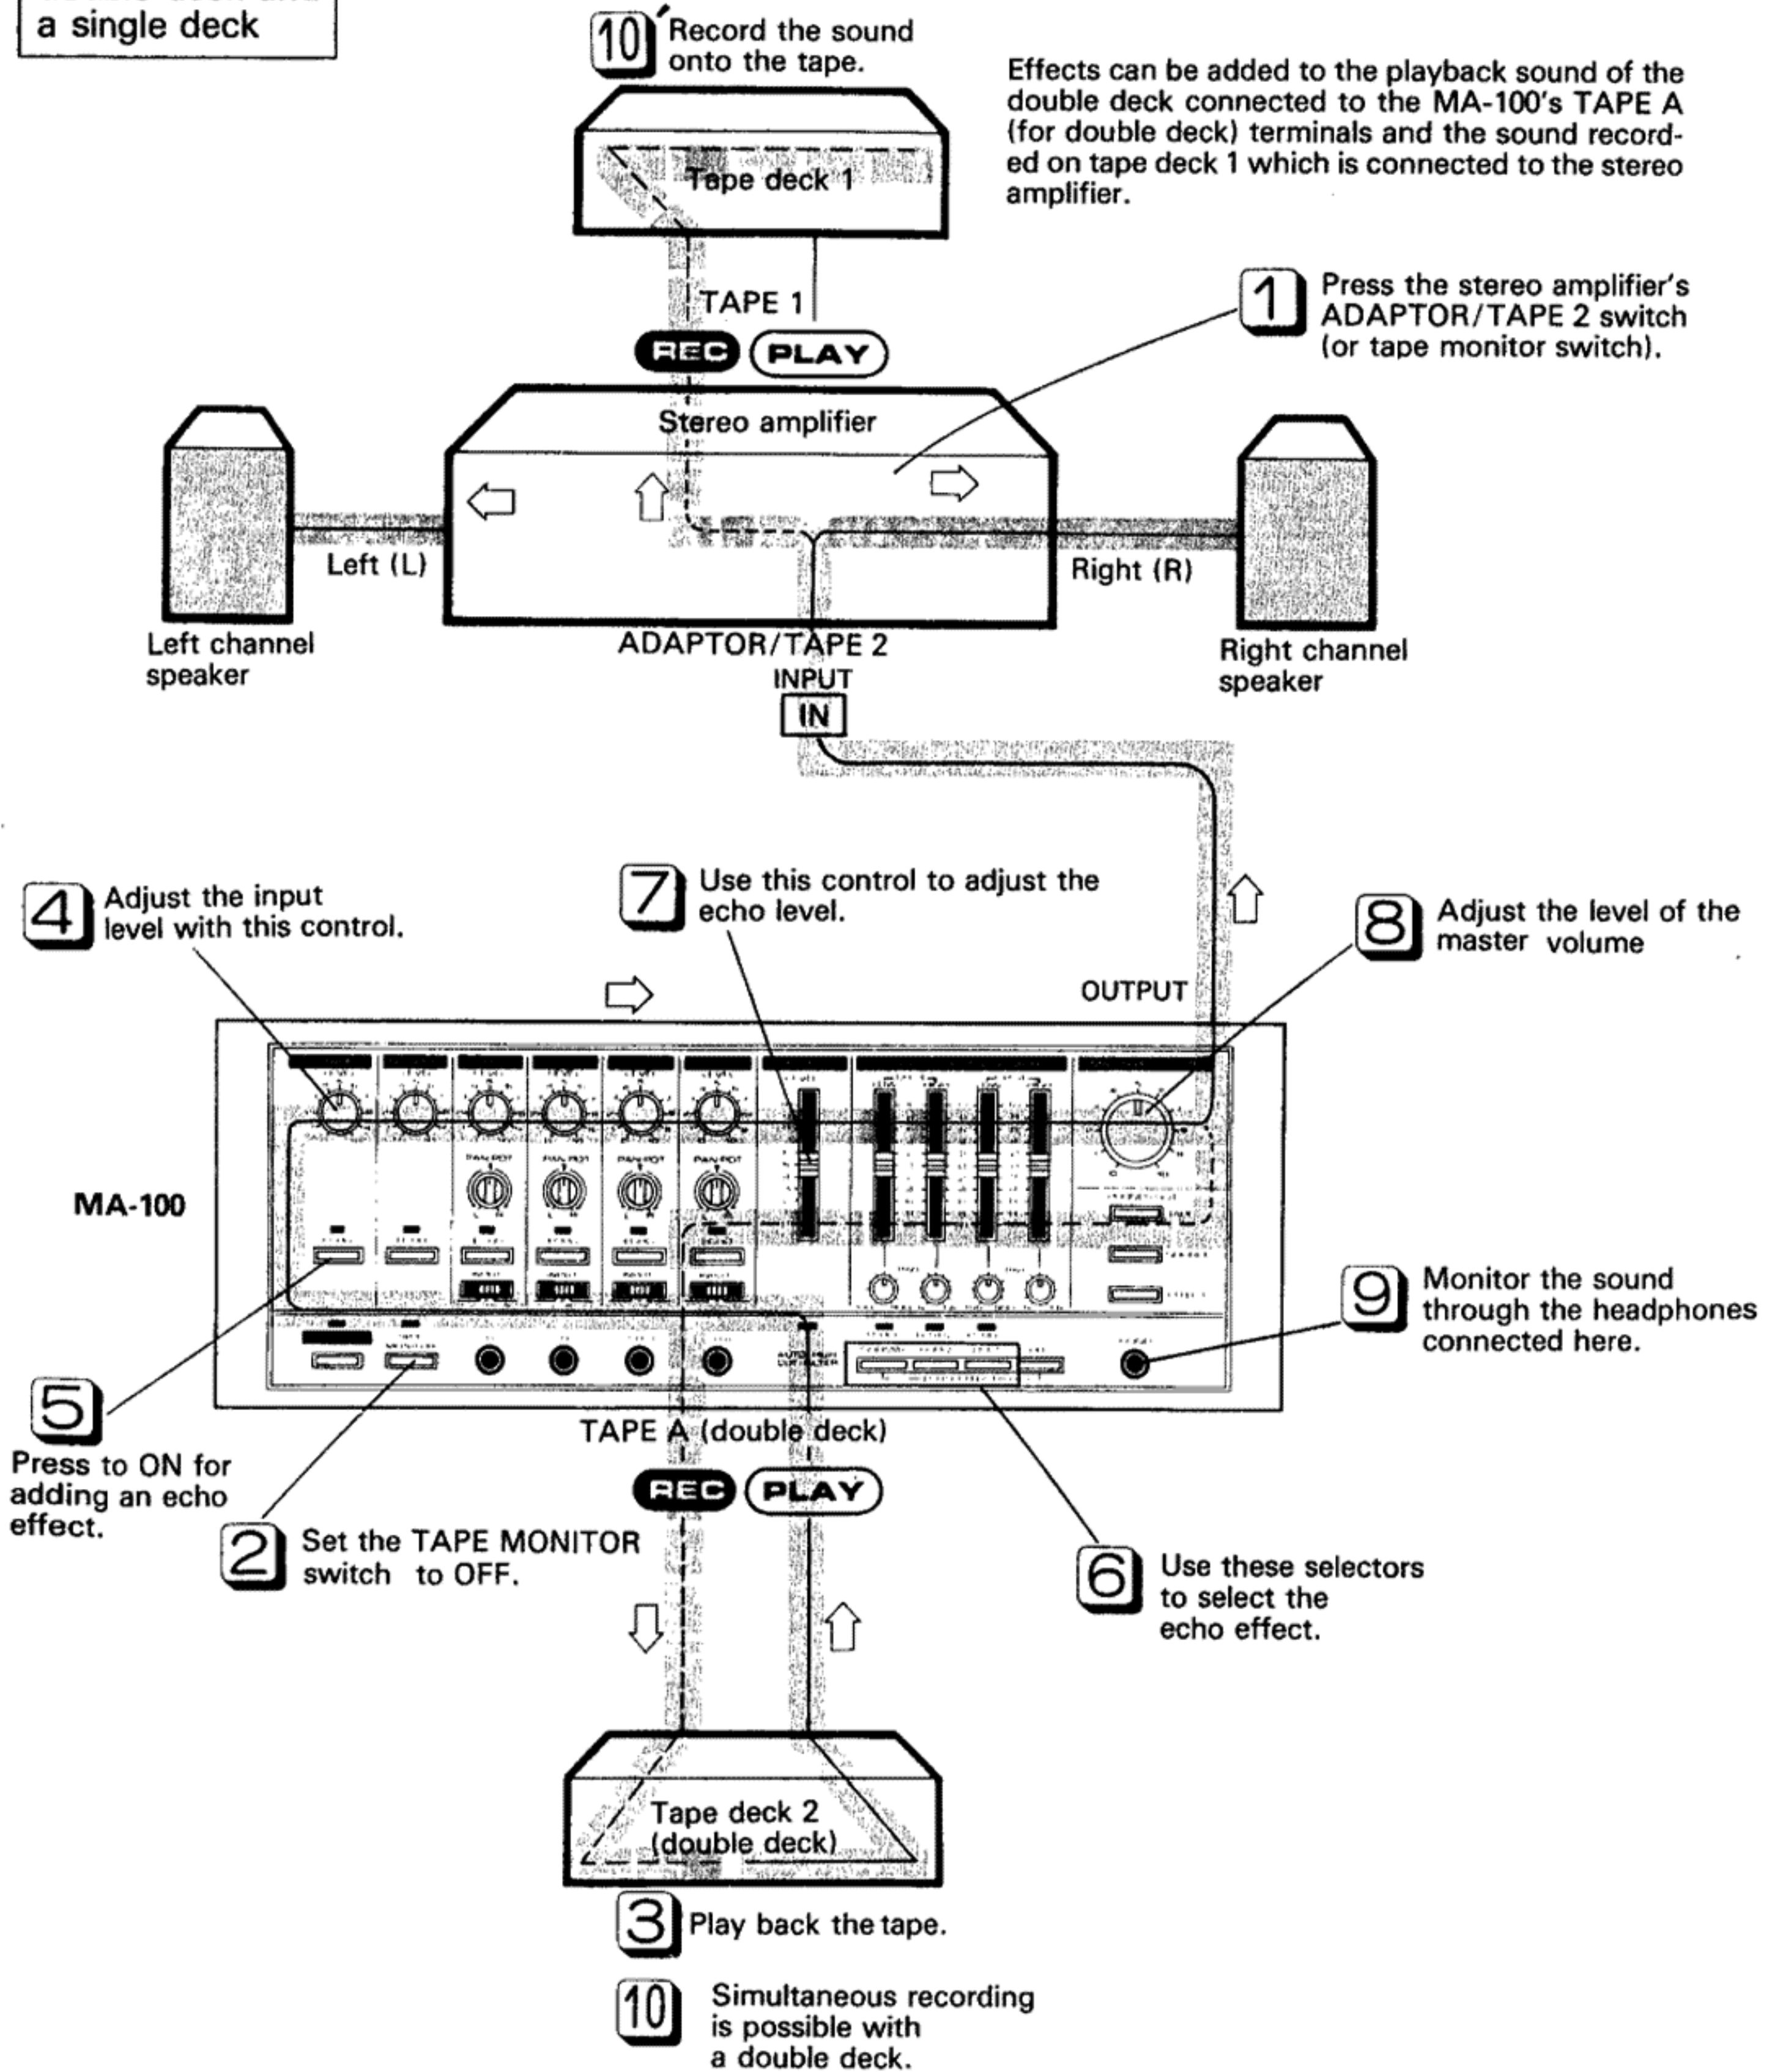 a single deck
10′ Record the sound
onto the tape.
Effects can be added to the playback sound of the
double deck connected to the MA-100's TAPE A
(for double deck) terminals and the sound record-
ed on tape deck 1 which is connected to the stereo
amplifier.
Tape deck 1
TAPE 1
REC PLAY
1 Press the stereo amplifier's
ADAPTOR/TAPE 2 switch
(or tape monitor switch).
Stereo amplifier
Left (L)
Right (R)
Left channel
speaker
ADAPTOR/TAPE 2
INPUT
IN
Right channel
speaker
4 Adjust the input
level with this control.
7 Use this control to adjust the
echo level.
8 Adjust the level of the
master volume
OUTPUT
LEVEL LEVEL LEVEL LEVEL LEVEL LEVEL LEVEL
PAN POT PAN POT PAN POT PAN POT
L R L R L R L R
MA-100
9 Monitor the sound
through the headphones
connected here.
MONITOR
5
Press to ON for
adding an echo
effect.
TAPE A (double deck)
REC PLAY
2 Set the TAPE MONITOR
switch to OFF.
6 Use these selectors
to select the
echo effect.
Tape deck 2
(double deck)
3 Play back the tape.
10 Simultaneous recording
is possible with
a double deck.